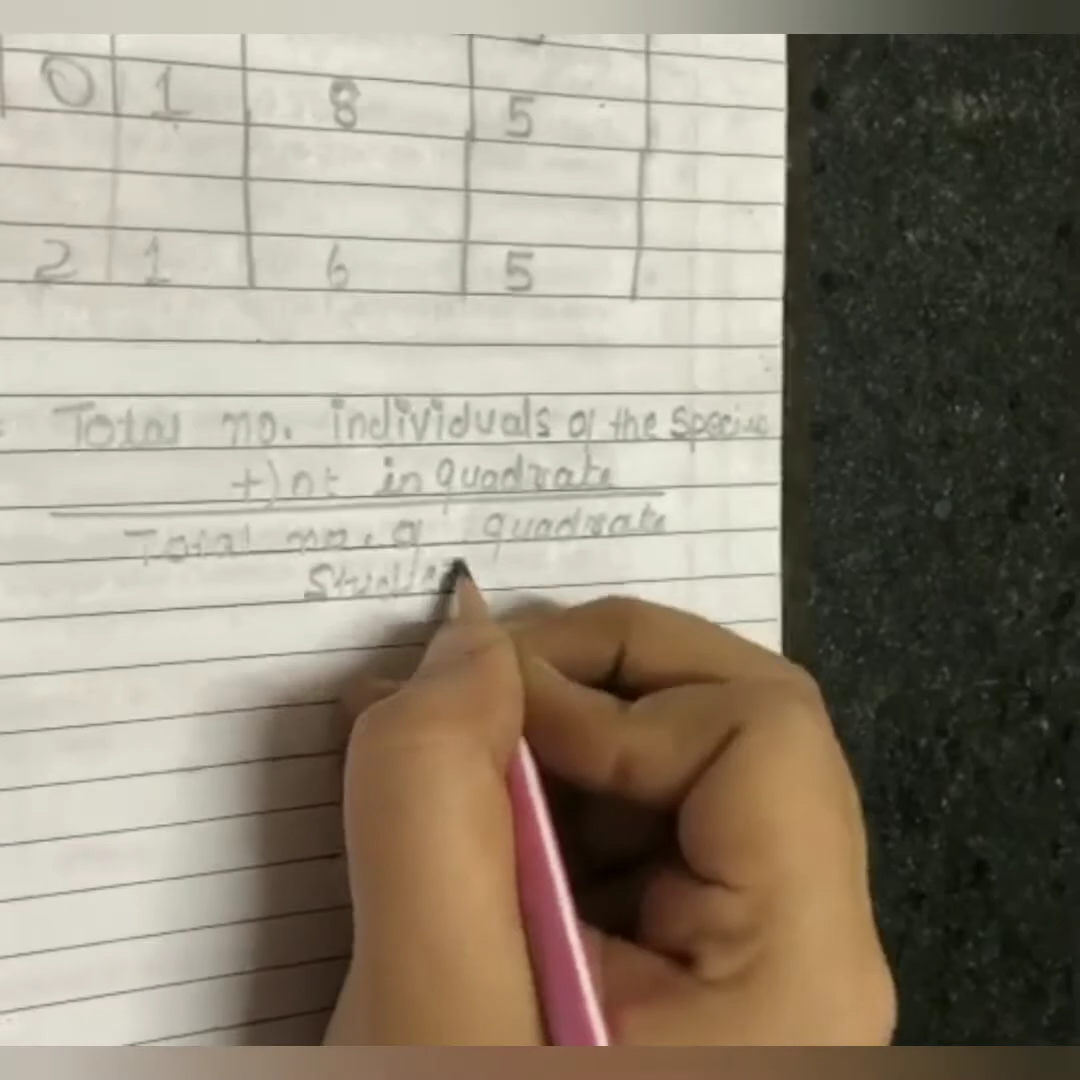 0 1 8 5
2 1 6 5
= Total no. individuals of the species
in quadrate
Total no. of quadrate
Studied